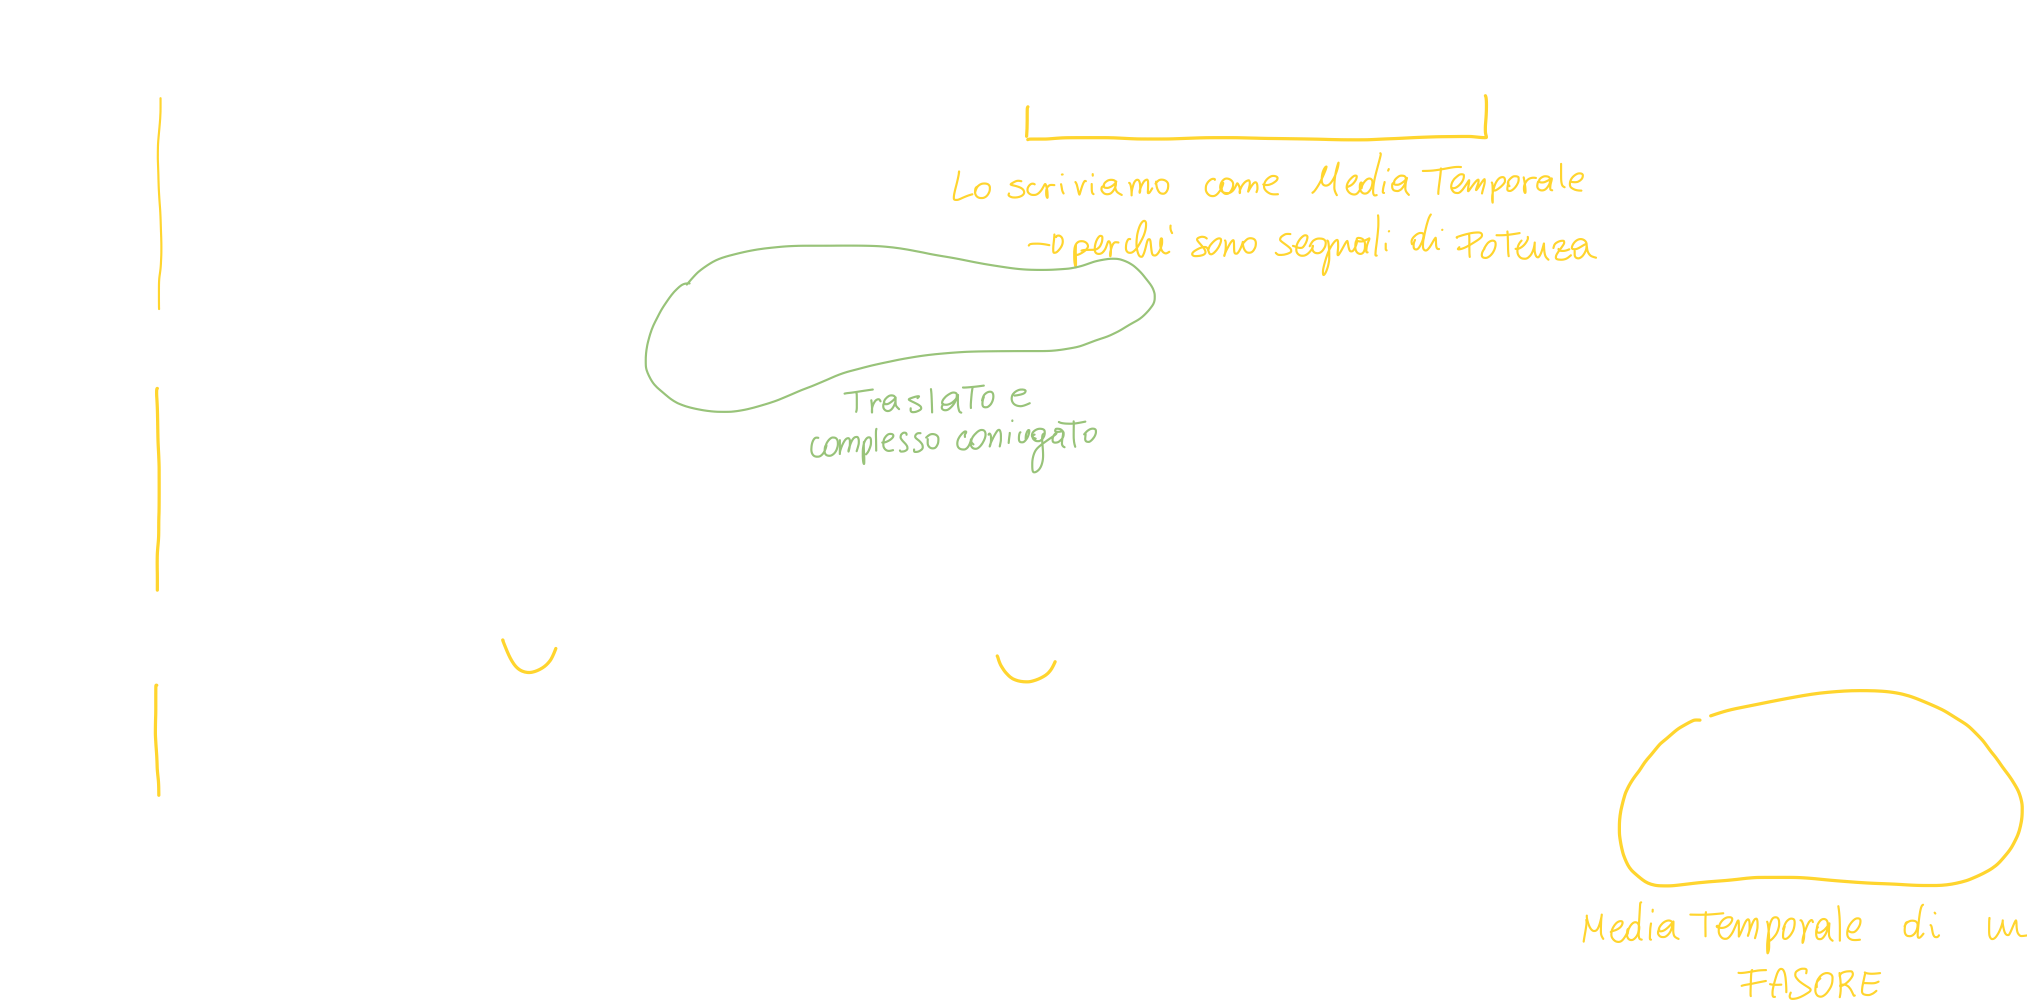 Lo scriviamo come Media Temporale
→ perchè sono segnali di Potenza
Traslato e
complesso coniugato
Media Temporale di un
FASORE